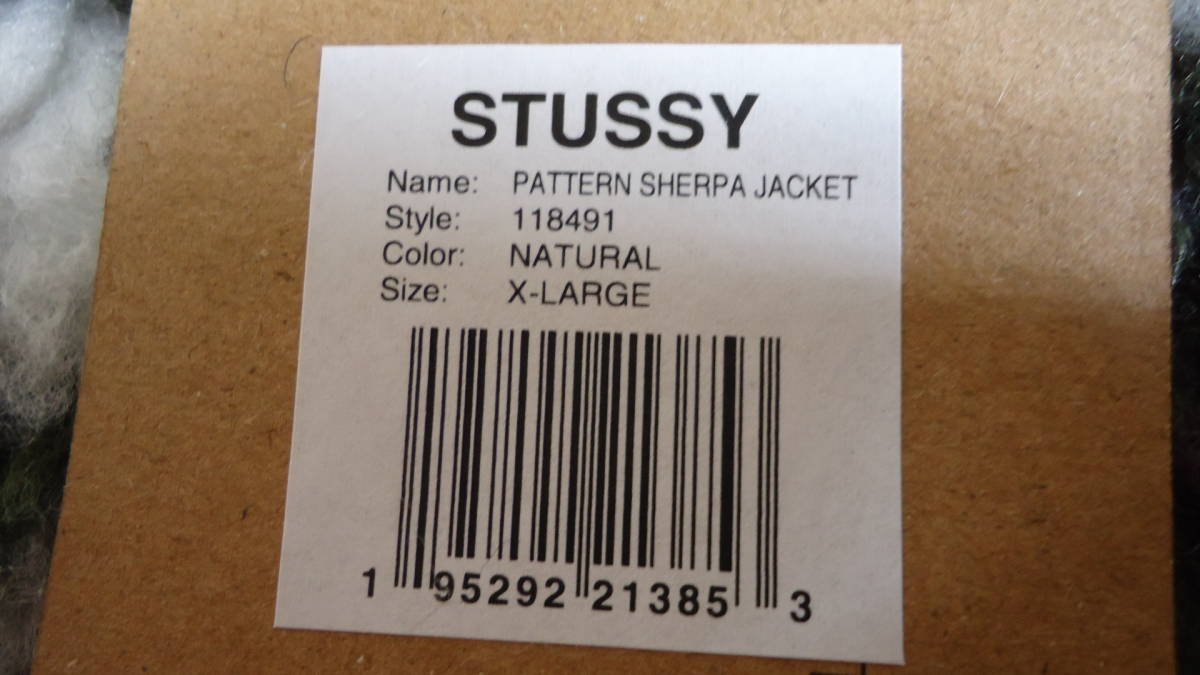 STUSSY
Name: PATTERN SHERPA JACKET
Style: 118491
Color: NATURAL
Size: X-LARGE
1 95292 21385 3